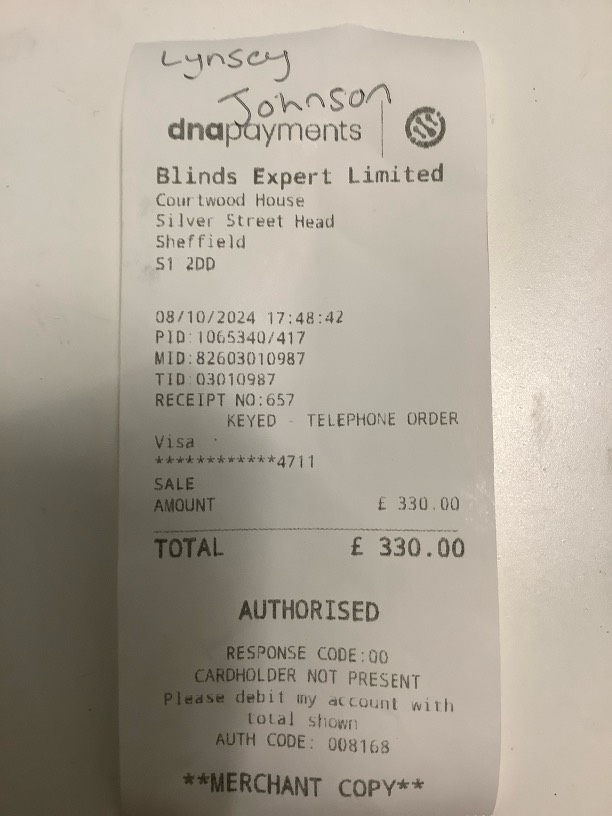 Lynsey
Johnson
dnapayments
Blinds Expert Limited
Courtwood House
Silver Street Head
Sheffield
S1 2DD
08/10/2024 17:48:42
PID:1065340/417
MID:82603010987
TID:03010987
RECEIPT NO:657
KEYED - TELEPHONE ORDER
Visa
************4711
SALE
AMOUNT £ 330.00
TOTAL £ 330.00
AUTHORISED
RESPONSE CODE:00
CARDHOLDER NOT PRESENT
Please debit my account with
total shown
AUTH CODE: 008168
**MERCHANT COPY**